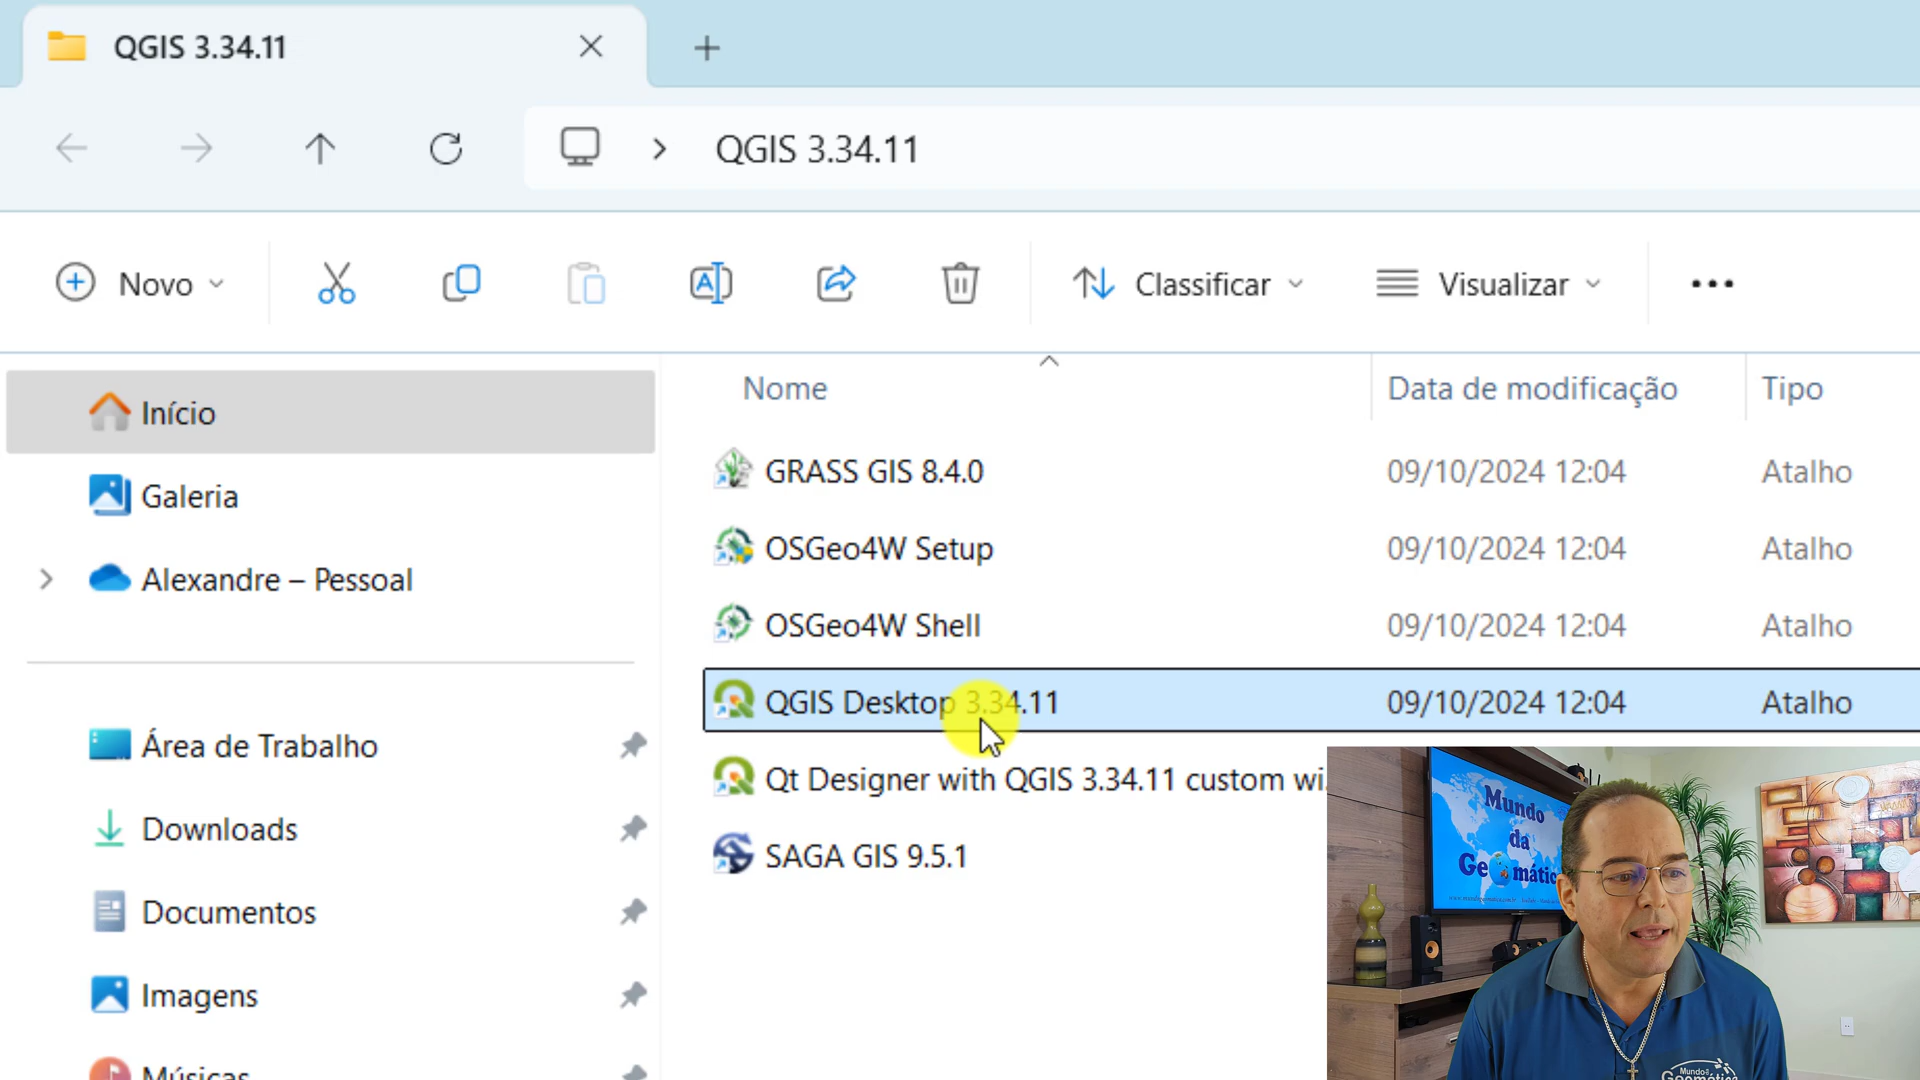 QGIS 3.34.11
QGIS 3.34.11
Novo
Classificar
Visualizar
Nome
Data de modificação
Tipo
Início
Galeria
Alexandre – Pessoal
Área de Trabalho
Downloads
Documentos
Imagens
Músicas
GRASS GIS 8.4.0 09/10/2024 12:04 Atalho
OSGeo4W Setup 09/10/2024 12:04 Atalho
OSGeo4W Shell 09/10/2024 12:04 Atalho
QGIS Desktop 3.34.11 09/10/2024 12:04 Atalho
Qt Designer with QGIS 3.34.11 custom wi
SAGA GIS 9.5.1
Mundo
da
Ge mátic
Mundo
Geomática